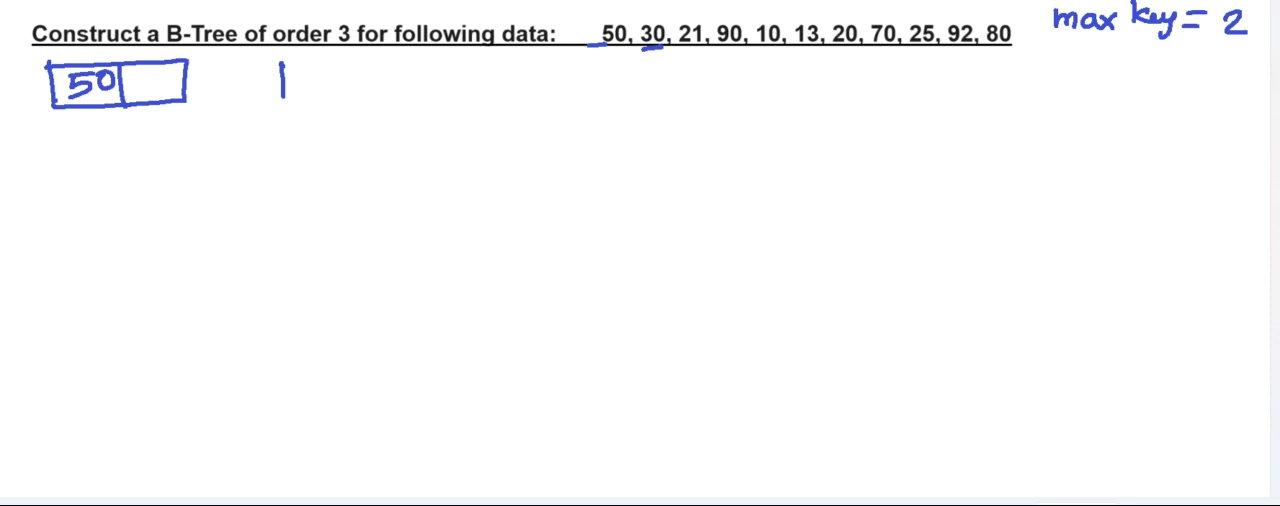 Construct a B-Tree of order 3 for following data: 50, 30, 21, 90, 10, 13, 20, 70, 25, 92, 80 max key = 2
50